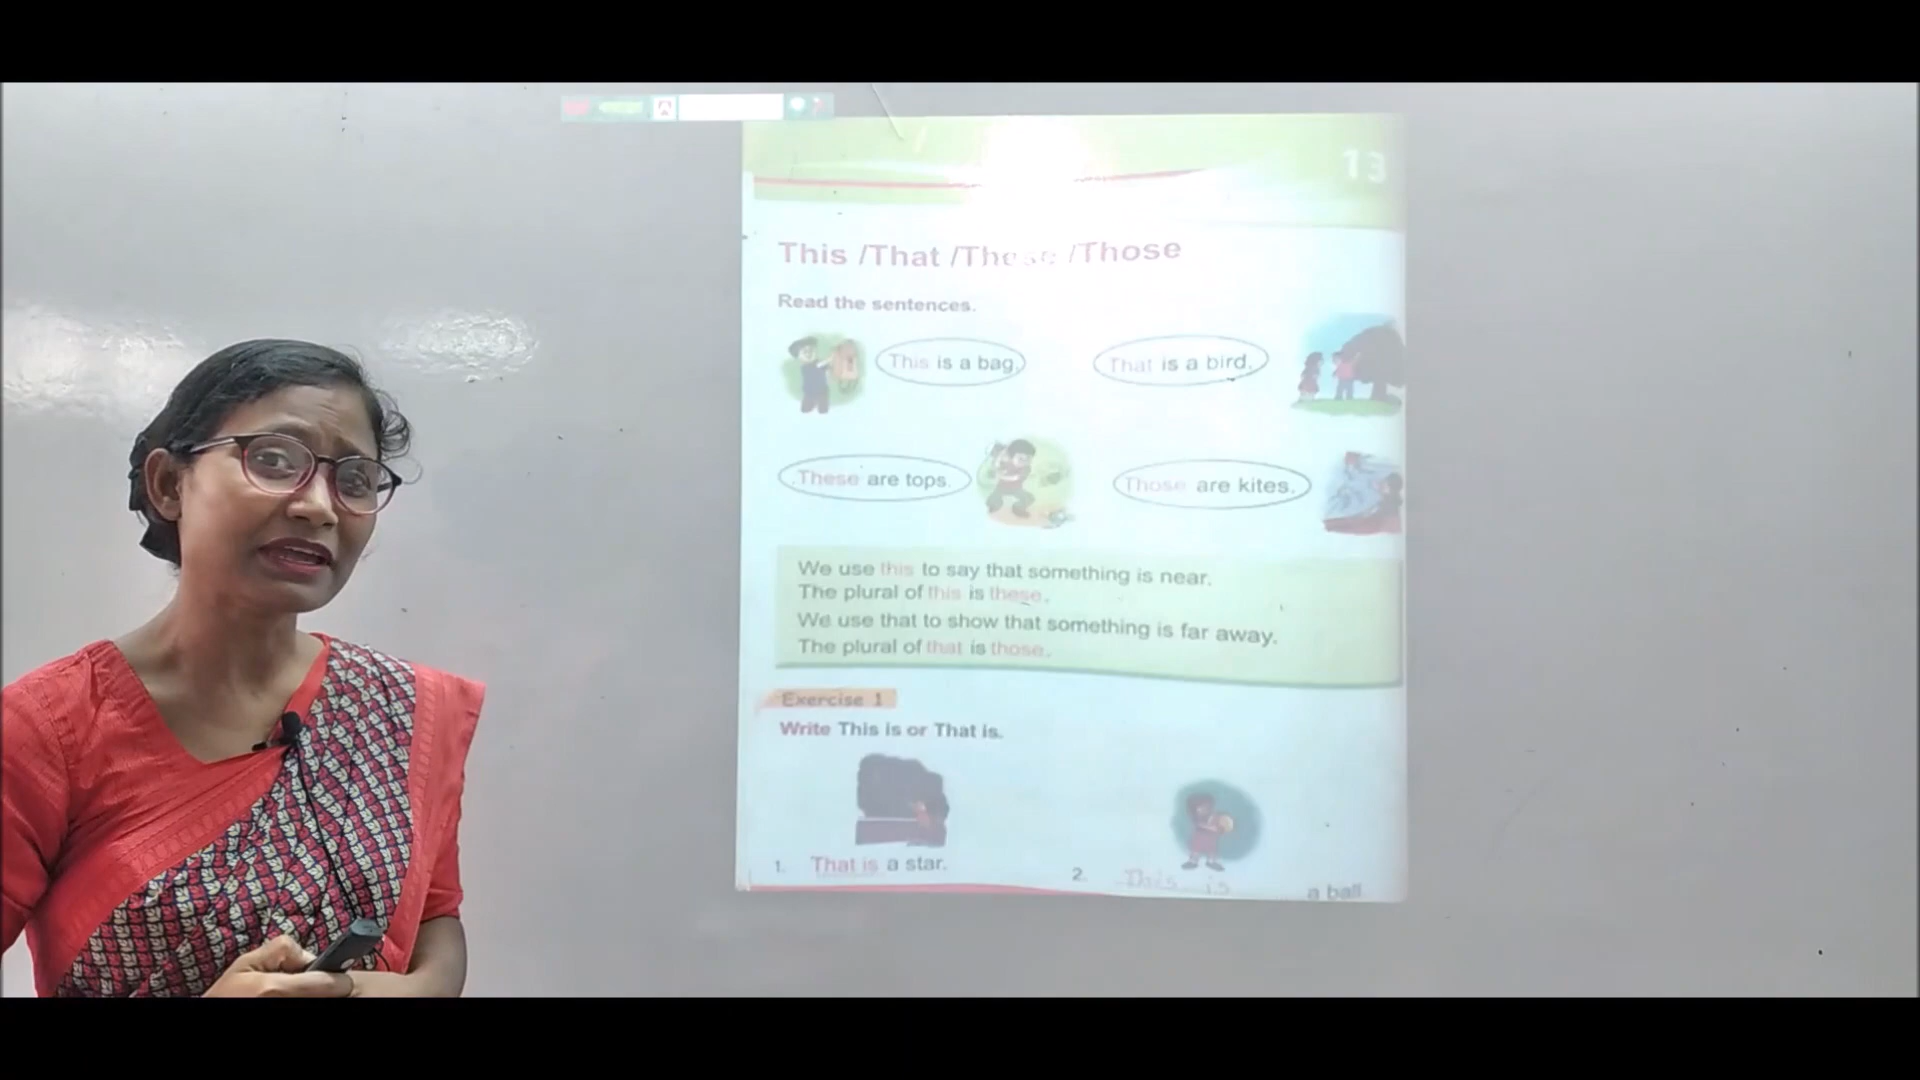 13
This /That /These /Those
Read the sentences.
This is a bag.
That is a bird.
These are tops.
Those are kites.
We use this to say that something is near.
The plural of this is these.
We use that to show that something is far away.
The plural of that is those.
Exercise 1
Write This is or That is.
1. That is a star.
2. This is a ball.